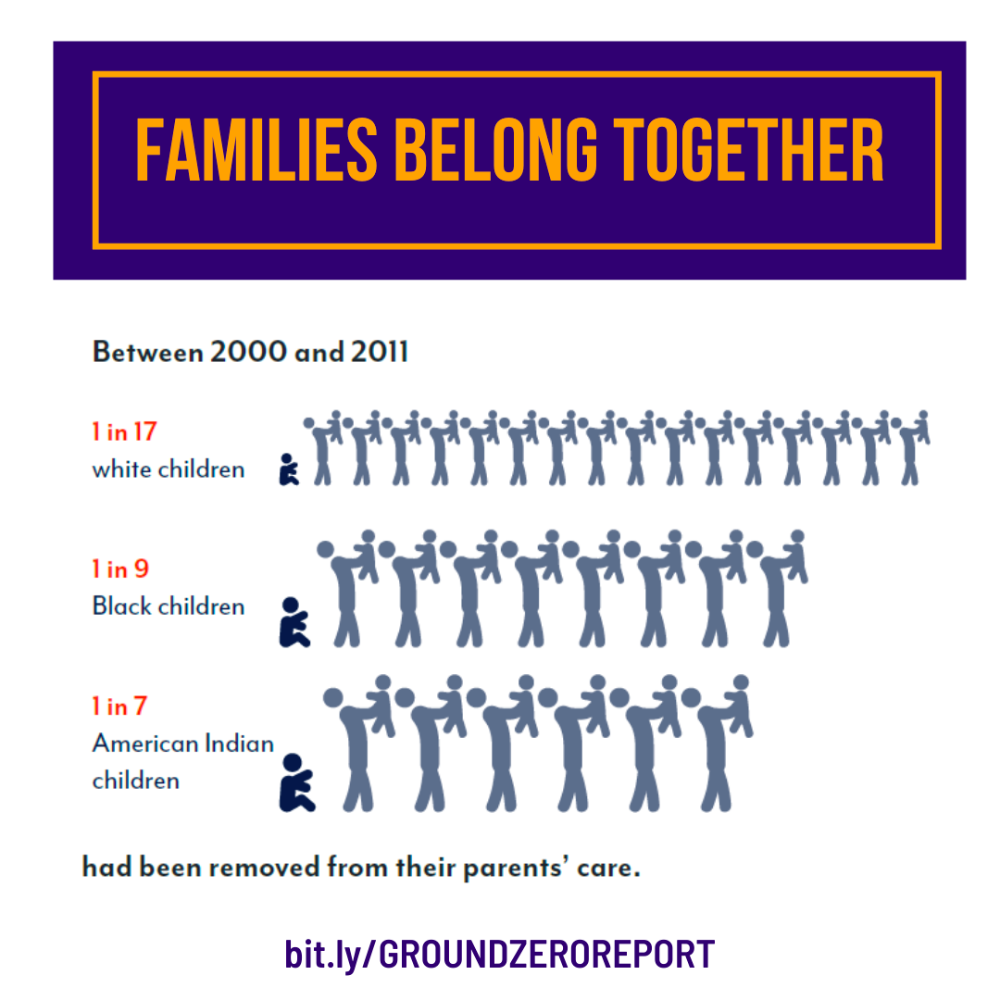 FAMILIES BELONG TOGETHER
Between 2000 and 2011
1 in 17
white children
1 in 9
Black children
1 in 7
American Indian
children
had been removed from their parents’ care.
bit.ly/GROUNDZEROREPORT